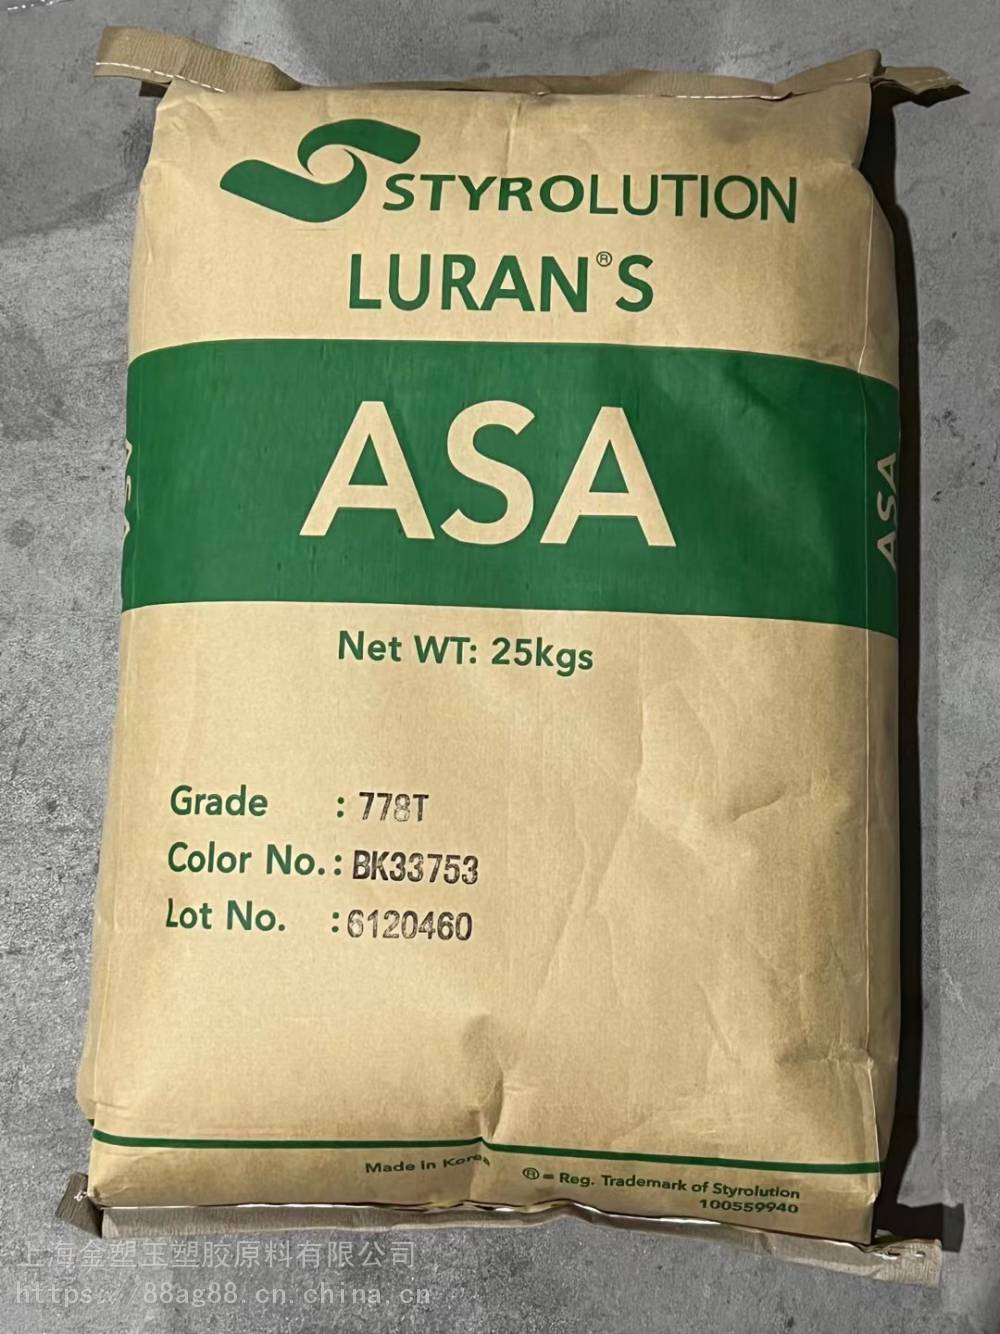 STYROLUTION
LURAN® S
ASA
ASA
ASA
Net WT: 25kgs
Grade : 778T
Color No.: BK33753
Lot No. : 6120460
Made in Korea
® = Reg. Trademark of Styrolution
100559940
上海金塑玉塑胶原料有限公司
https://88ag88.cn.china.cn